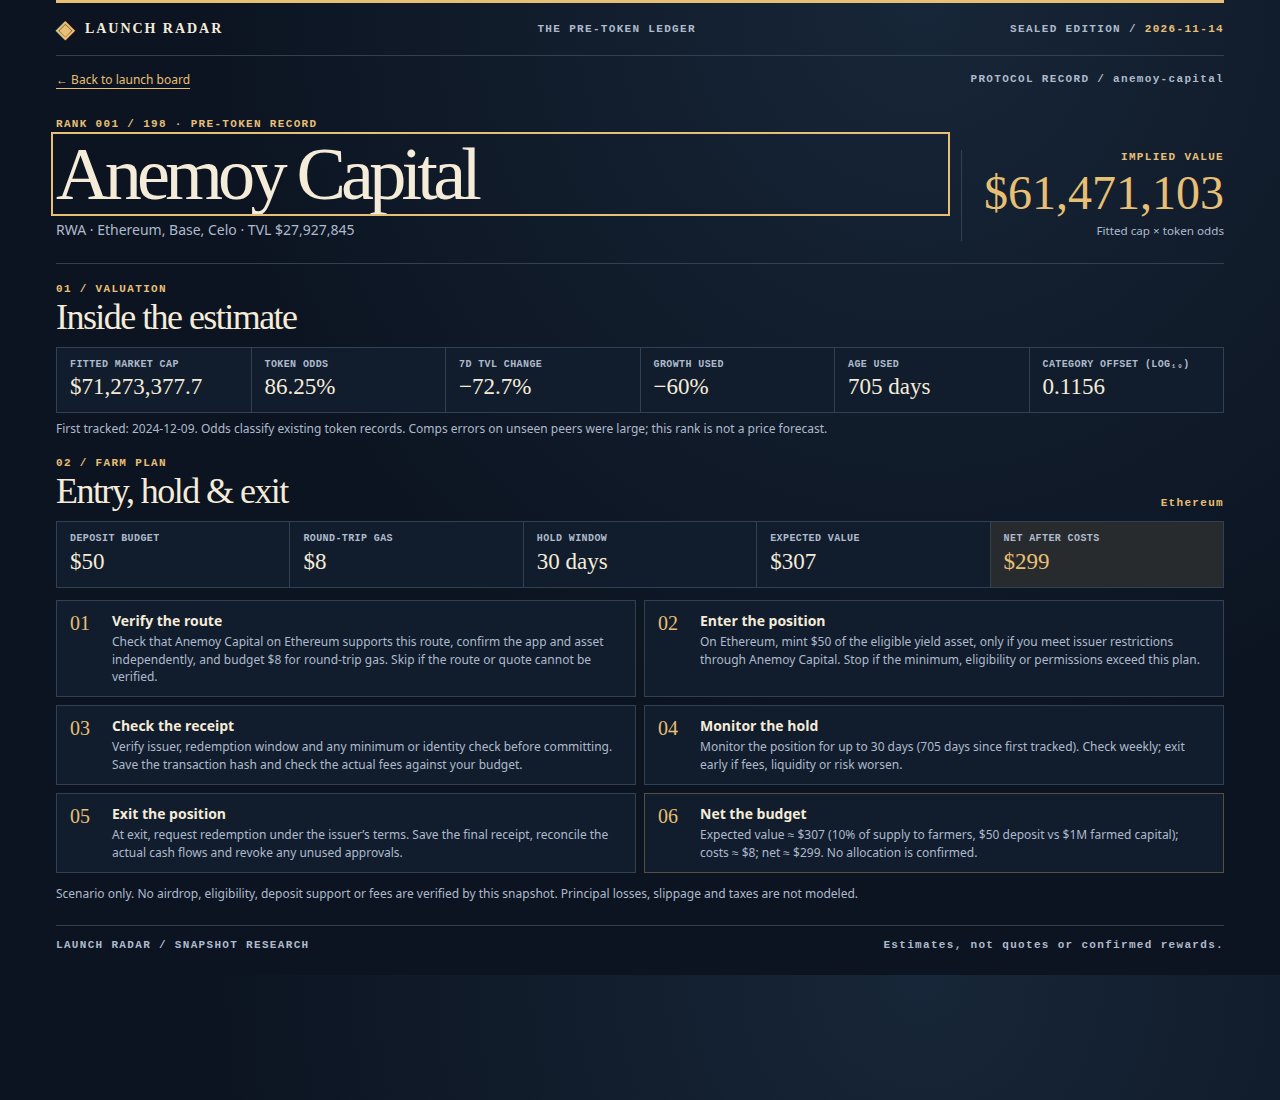 LAUNCH RADAR
THE PRE-TOKEN LEDGER
SEALED EDITION / 2026-11-14
← Back to launch board
PROTOCOL RECORD / anemoy-capital
RANK 001 / 198 · PRE-TOKEN RECORD
Anemoy Capital
RWA · Ethereum, Base, Celo · TVL $27,927,845
IMPLIED VALUE
$61,471,103
Fitted cap × token odds
01 / VALUATION
Inside the estimate
FITTED MARKET CAP
$71,273,377.7
TOKEN ODDS
86.25%
7D TVL CHANGE
−72.7%
GROWTH USED
−60%
AGE USED
705 days
CATEGORY OFFSET (LOG₁₀)
0.1156
First tracked: 2024-12-09. Odds classify existing token records. Comps errors on unseen peers were large; this rank is not a price forecast.
02 / FARM PLAN
Entry, hold & exit
Ethereum
DEPOSIT BUDGET
$50
ROUND-TRIP GAS
$8
HOLD WINDOW
30 days
EXPECTED VALUE
$307
NET AFTER COSTS
$299
01
Verify the route
Check that Anemoy Capital on Ethereum supports this route, confirm the app and asset
independently, and budget $8 for round-trip gas. Skip if the route or quote cannot be
verified.
02
Enter the position
On Ethereum, mint $50 of the eligible yield asset, only if you meet issuer restrictions
through Anemoy Capital. Stop if the minimum, eligibility or permissions exceed this plan.
03
Check the receipt
Verify issuer, redemption window and any minimum or identity check before committing.
Save the transaction hash and check the actual fees against your budget.
04
Monitor the hold
Monitor the position for up to 30 days (705 days since first tracked). Check weekly; exit
early if fees, liquidity or risk worsen.
05
Exit the position
At exit, request redemption under the issuer's terms. Save the final receipt, reconcile the
actual cash flows and revoke any unused approvals.
06
Net the budget
Expected value ≈ $307 (10% of supply to farmers, $50 deposit vs $1M farmed capital);
costs ≈ $8; net ≈ $299. No allocation is confirmed.
Scenario only. No airdrop, eligibility, deposit support or fees are verified by this snapshot. Principal losses, slippage and taxes are not modeled.
LAUNCH RADAR / SNAPSHOT RESEARCH
Estimates, not quotes or confirmed rewards.